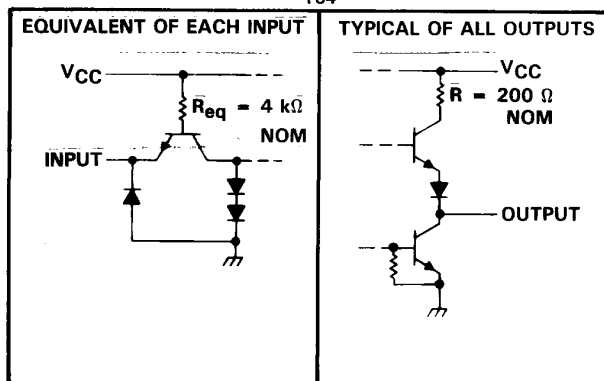 EQUIVALENT OF EACH INPUT
VCC
Req = 4 kΩ
NOM
INPUT
TYPICAL OF ALL OUTPUTS
VCC
R = 200 Ω
NOM
OUTPUT